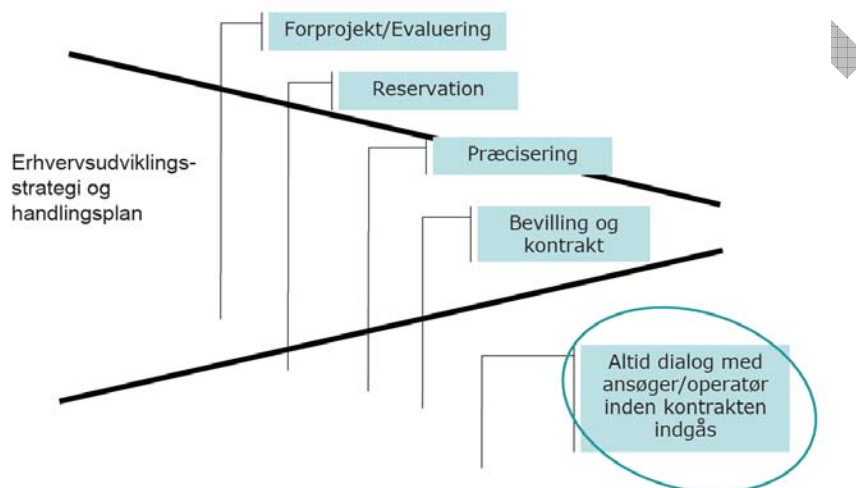 Forprojekt/Evaluering
Reservation
Præcisering
Erhvervsudviklings-
strategi og
handlingsplan
Bevilling og
kontrakt
Altid dialog med
ansøger/operatør
inden kontrakten
indgås